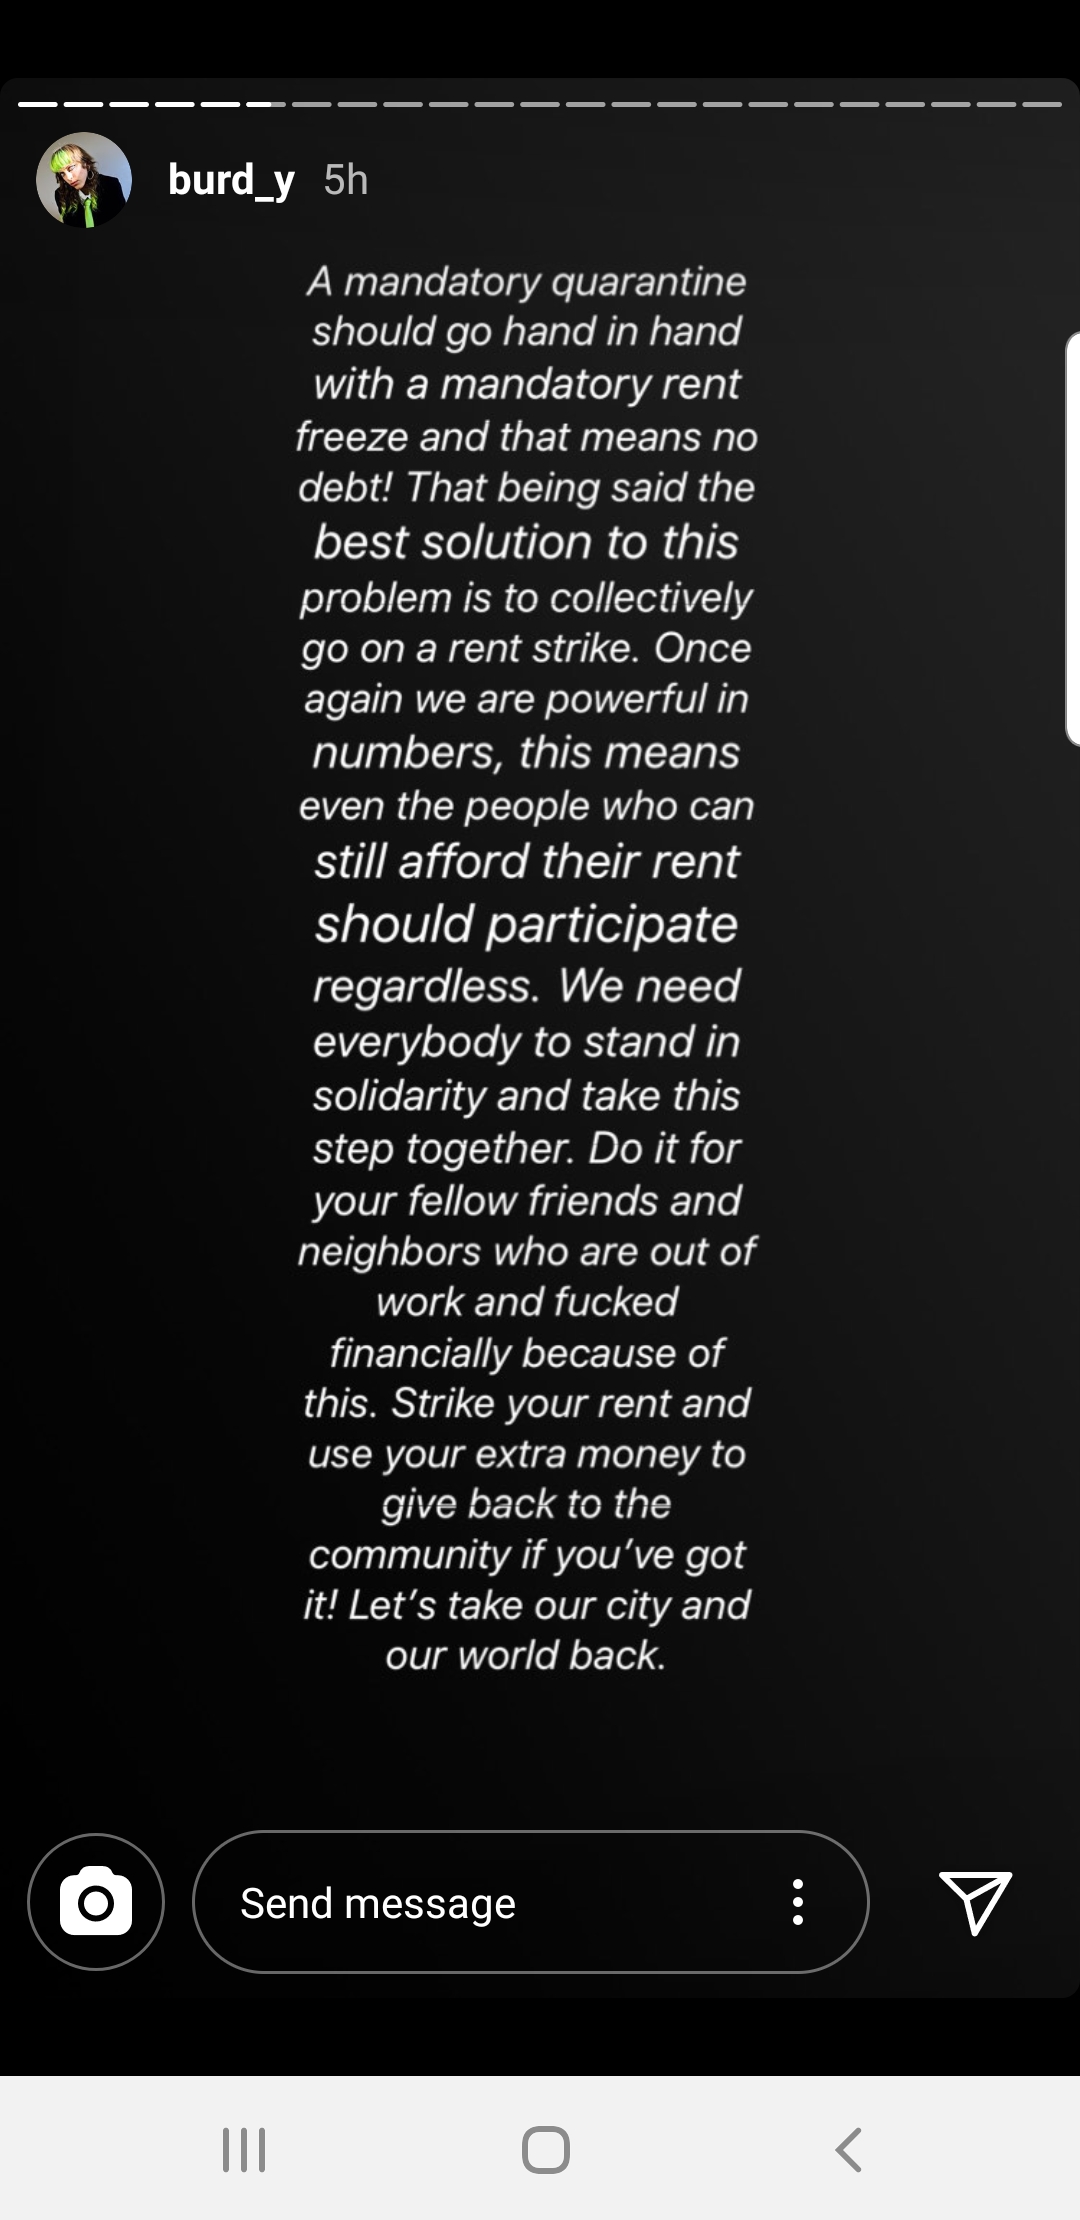 burd_y 5h
A mandatory quarantine
should go hand in hand
with a mandatory rent
freeze and that means no
debt! That being said the
best solution to this
problem is to collectively
go on a rent strike. Once
again we are powerful in
numbers, this means
even the people who can
still afford their rent
should participate
regardless. We need
everybody to stand in
solidarity and take this
step together. Do it for
your fellow friends and
neighbors who are out of
work and fucked
financially because of
this. Strike your rent and
use your extra money to
give back to the
community if you’ve got
it! Let’s take our city and
our world back.
Send message